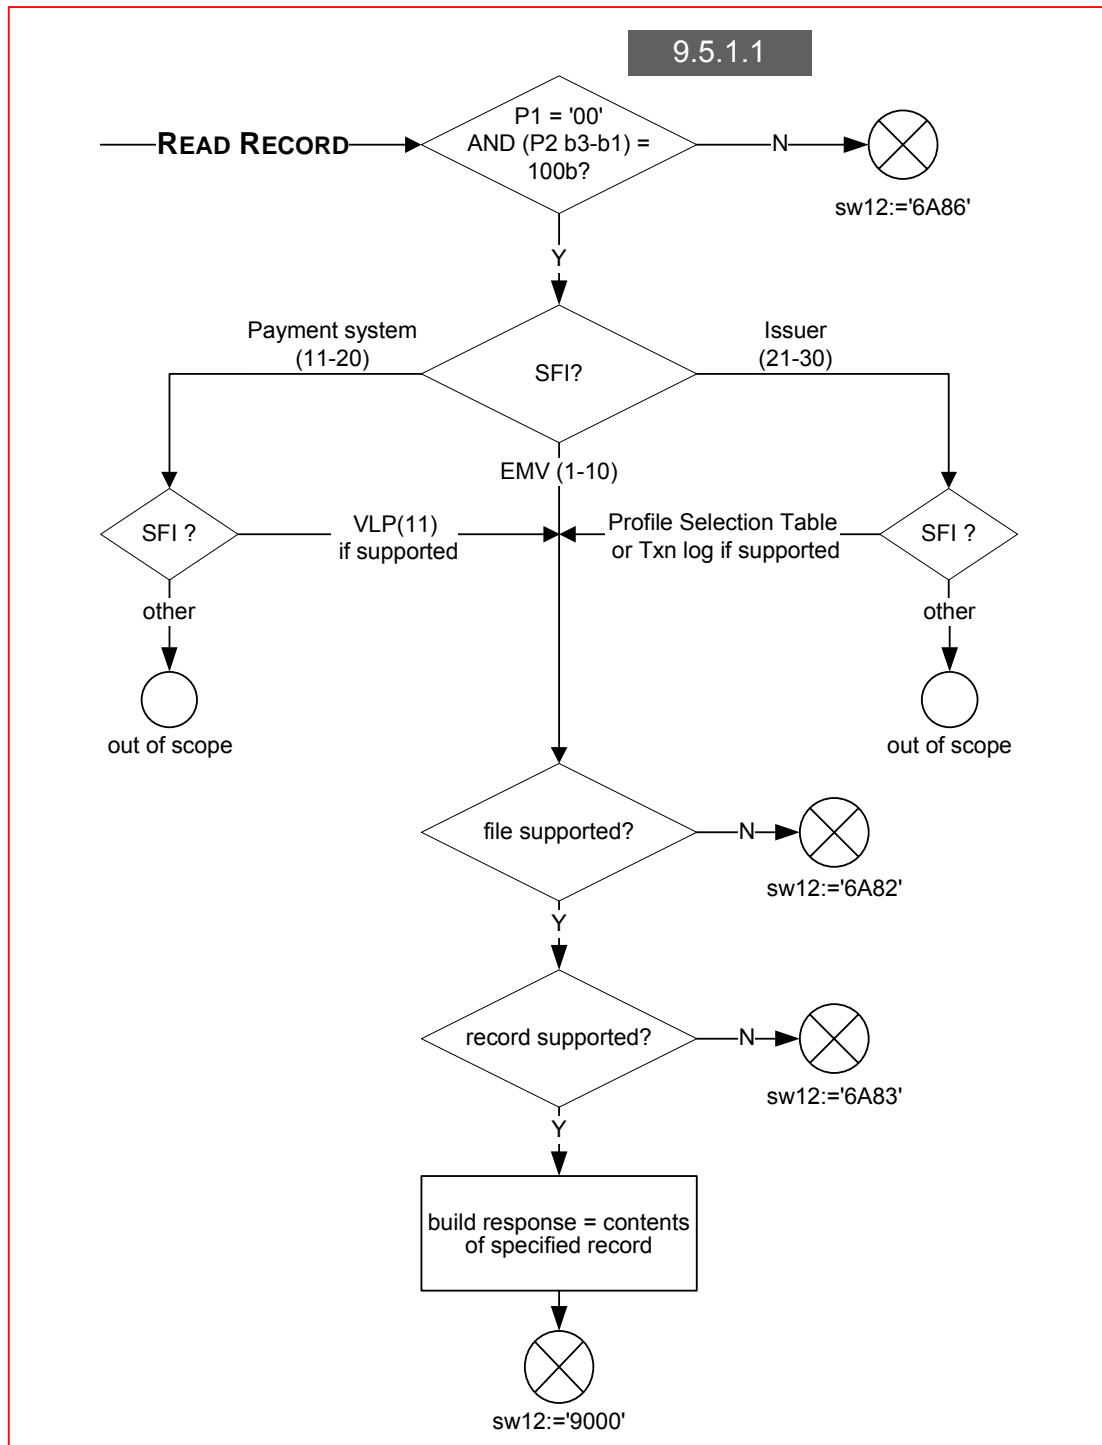 9.5.1.1
READ RECORD
P1 = '00'
AND (P2 b3-b1) =
100b?
N
sw12:='6A86'
Y
Payment system
(11-20)
SFI?
Issuer
(21-30)
EMV (1-10)
SFI ?
VLP(11)
if supported
Profile Selection Table
or Txn log if supported
SFI ?
other
other
out of scope
out of scope
file supported?
N
sw12:='6A82'
Y
record supported?
N
sw12:='6A83'
Y
build response = contents
of specified record
sw12:='9000'